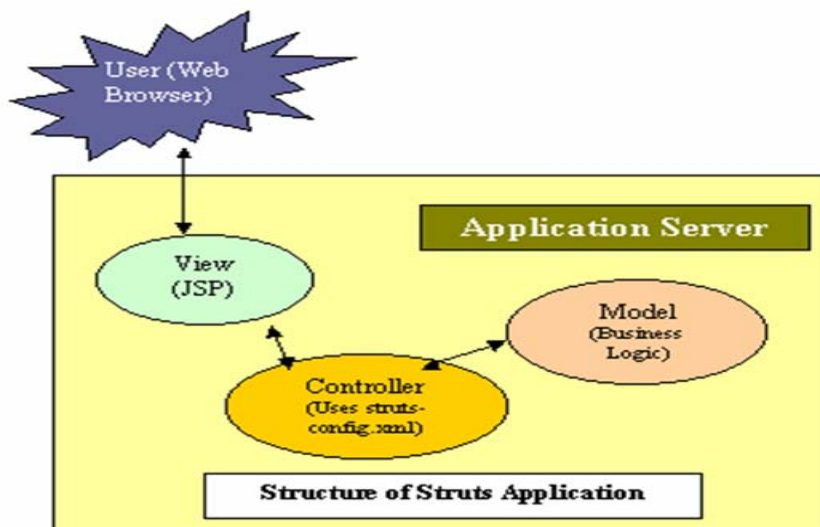 User (Web
Browser)
Application Server
View
(JSP)
Model
(Business
Logic)
Controller
(Uses struts-
config.xml)
Structure of Struts Application